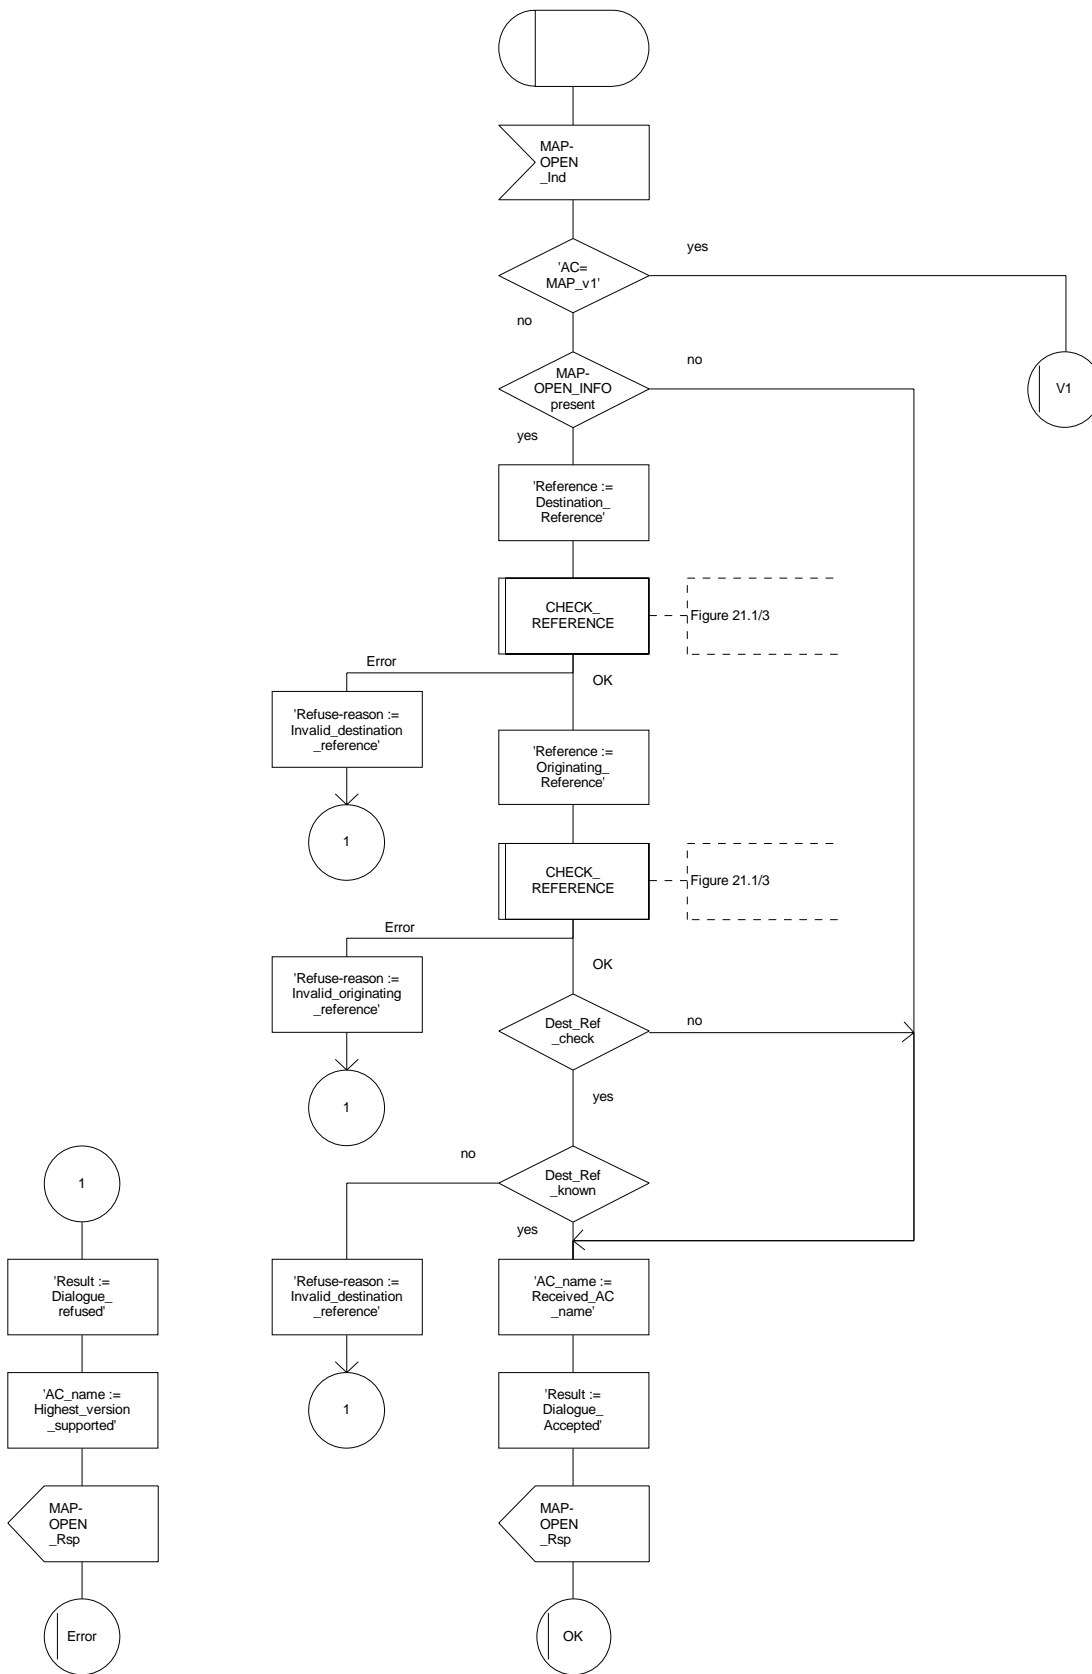 MAP-
OPEN
_Ind
yes
'AC=
MAP_v1'
no
no
MAP-
OPEN_INFO
present
V1
yes
'Reference :=
Destination_
Reference'
CHECK_
REFERENCE
Figure 21.1/3
Error
OK
'Refuse-reason :=
Invalid_destination
_reference'
'Reference :=
Originating_
Reference'
1
CHECK_
REFERENCE
Figure 21.1/3
Error
OK
'Refuse-reason :=
Invalid_originating
_reference'
Dest_Ref
_check
no
1
yes
no
Dest_Ref
_known
1
yes
'Result :=
Dialogue_
refused'
'Refuse-reason :=
Invalid_destination
_reference'
'AC_name :=
Received_AC
_name'
'AC_name :=
Highest_version
_supported'
1
'Result :=
Dialogue_
Accepted'
MAP-
OPEN
_Rsp
MAP-
OPEN
_Rsp
Error
OK